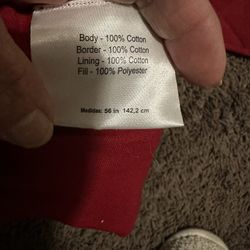 Body - 100% Cotton
Border - 100% Cotton
Lining - 100% Cotton
Fill - 100% Polyester
Medidas: 56 in 142,2 cm